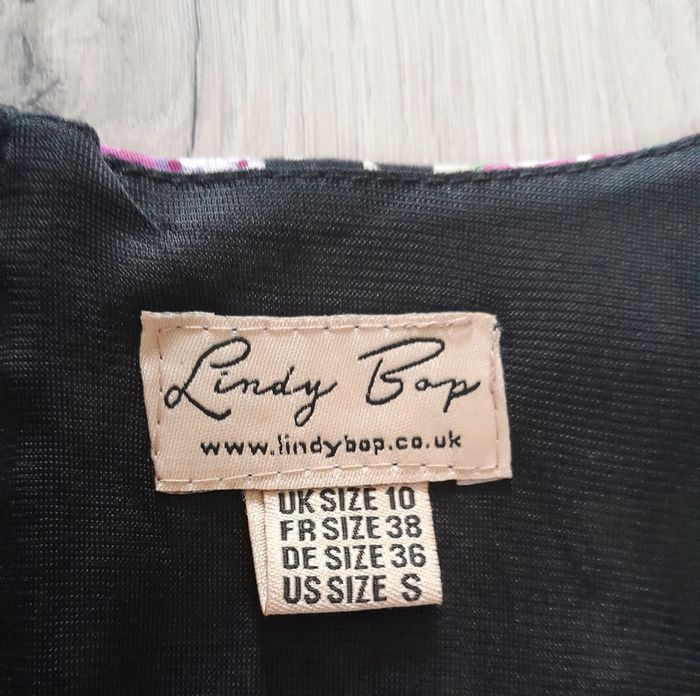 Lindy Bop
www.lindybop.co.uk
UK SIZE 10
FR SIZE 38
DE SIZE 36
US SIZE S